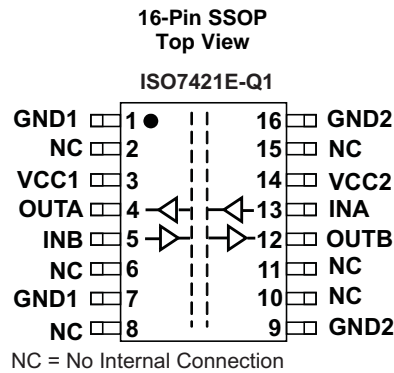 16-Pin SSOP
Top View
ISO7421E-Q1
GND1 1 16 GND2
NC 2 15 NC
VCC1 3 14 VCC2
OUTA 4 13 INA
INB 5 12 OUTB
NC 6 11 NC
GND1 7 10 NC
NC 8 9 GND2
NC = No Internal Connection